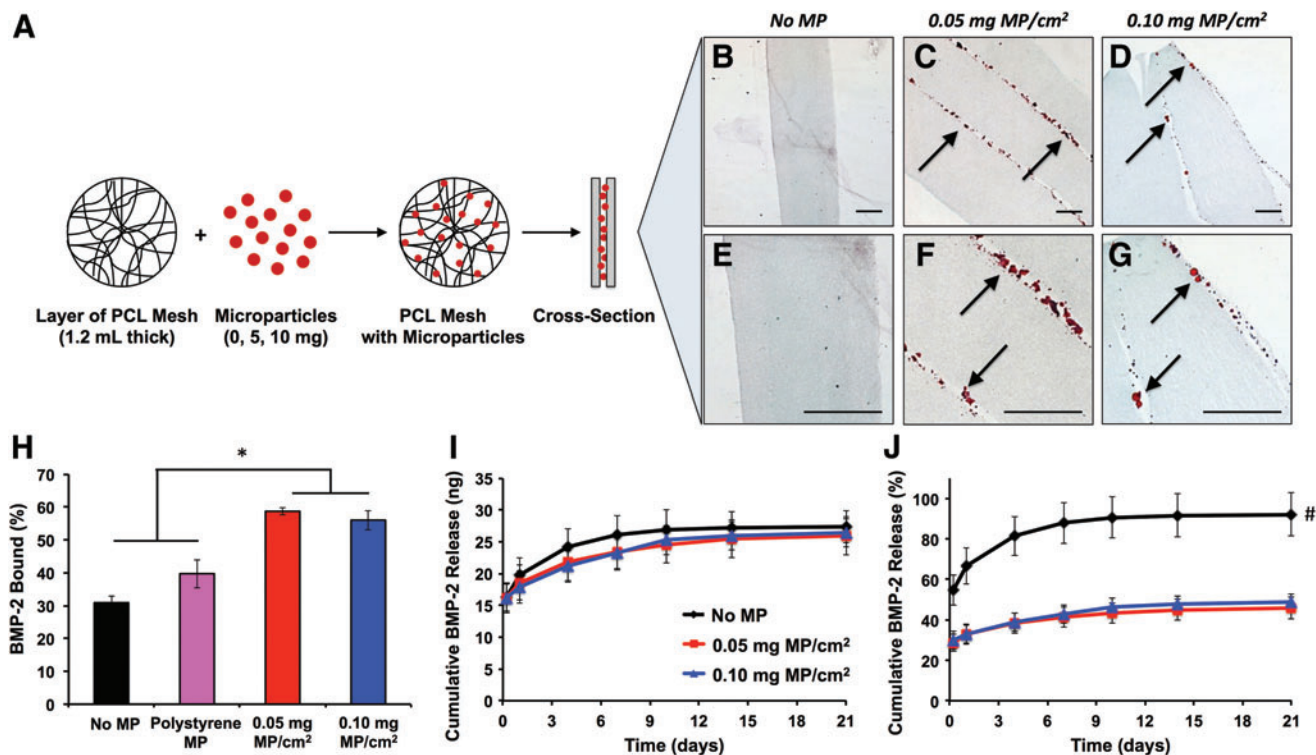 A
No MP
0.05 mg MP/cm²
0.10 mg MP/cm²
B
C
D
+
Layer of PCL Mesh
(1.2 mL thick)
Microparticles
(0, 5, 10 mg)
PCL Mesh
with Microparticles
Cross-Section
E
F
G
H
BMP-2 Bound (%)
70
60
50
40
30
20
10
0
*
No MP
Polystyrene
MP
0.05 mg
MP/cm²
0.10 mg
MP/cm²
I
Cumulative BMP-2 Release (ng)
35
30
25
20
15
10
5
0
No MP
0.05 mg MP/cm²
0.10 mg MP/cm²
0 3 6 9 12 15 18 21
Time (days)
J
Cumulative BMP-2 Release (%)
100
80
60
40
20
0
#
0 3 6 9 12 15 18 21
Time (days)